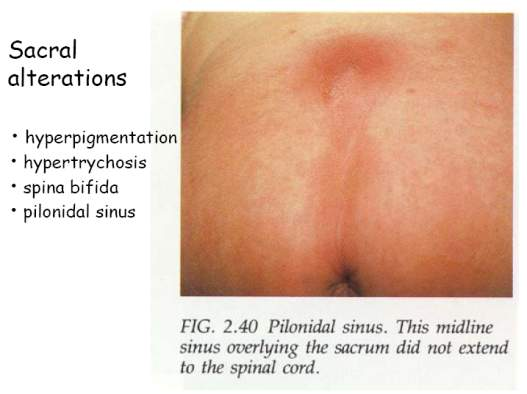 Sacral
alterations
• hyperpigmentation
• hypertrychosis
• spina bifida
• pilonidal sinus
FIG. 2.40 Pilonidal sinus. This midline
sinus overlying the sacrum did not extend
to the spinal cord.